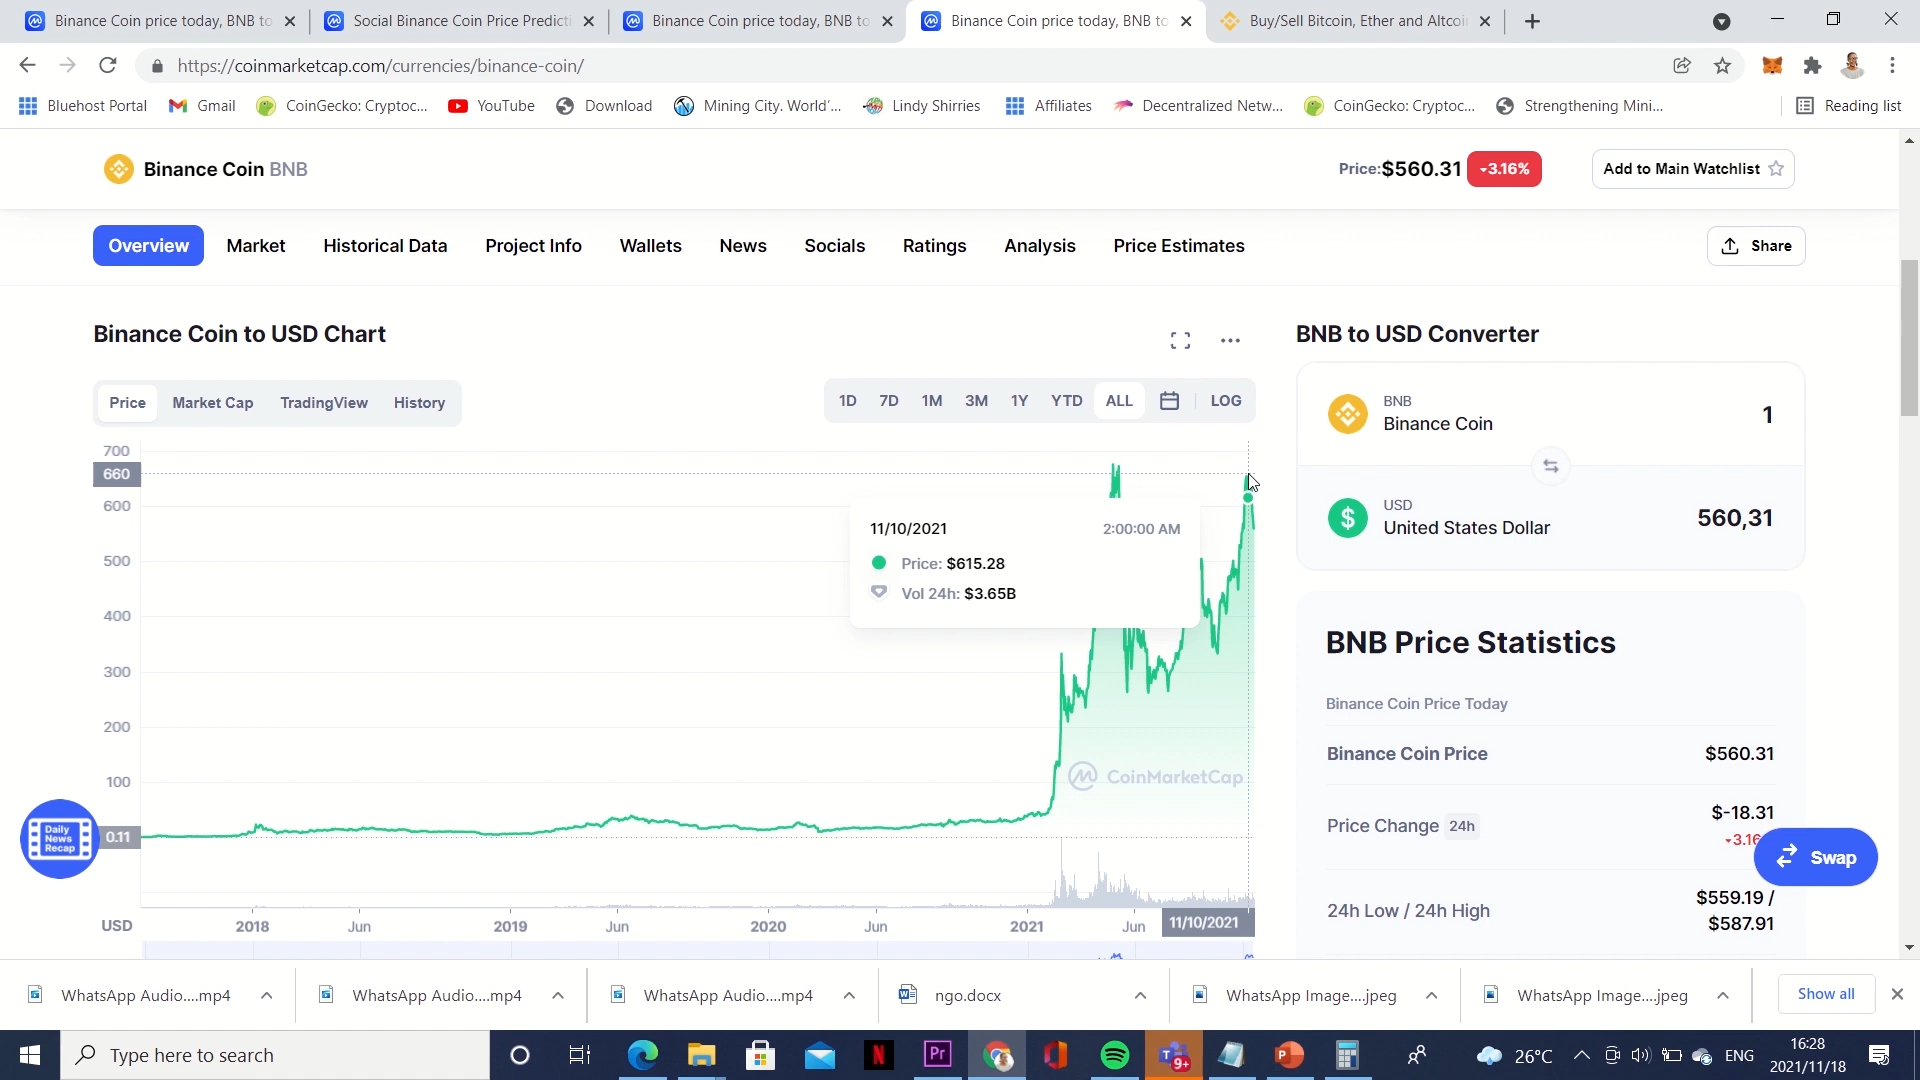 Binance Coin price today, BNB to
Social Binance Coin Price Predicti
Binance Coin price today, BNB to
Binance Coin price today, BNB to
Buy/Sell Bitcoin, Ether and Altcoi
https://coinmarketcap.com/currencies/binance-coin/
Bluehost Portal
Gmail
CoinGecko: Cryptoc...
YouTube
Download
Mining City. World'...
Lindy Shirries
Affiliates
Decentralized Netw...
CoinGecko: Cryptoc...
Strengthening Mini...
Reading list
Binance Coin BNB
Price:$560.31
-3.16%
Add to Main Watchlist
Overview
Market
Historical Data
Project Info
Wallets
News
Socials
Ratings
Analysis
Price Estimates
Share
Binance Coin to USD Chart
BNB to USD Converter
Price
Market Cap
TradingView
History
1D
7D
1M
3M
1Y
YTD
ALL
LOG
BNB
Binance Coin
1
USD
United States Dollar
560,31
700
660
600
500
400
300
200
100
0.11
11/10/2021
2:00:00 AM
Price: $615.28
Vol 24h: $3.65B
CoinMarketCap
USD
2018
Jun
2019
Jun
2020
Jun
2021
Jun
11/10/2021
BNB Price Statistics
Binance Coin Price Today
Binance Coin Price
$560.31
Price Change 24h
$-18.31
-3.16
24h Low / 24h High
$559.19 /
$587.91
Swap
Daily
News
Recap
WhatsApp Audio....mp4
WhatsApp Audio....mp4
WhatsApp Audio....mp4
ngo.docx
WhatsApp Image....jpeg
WhatsApp Image....jpeg
Show all
Type here to search
N
Pr
9+
26°C
ENG
16:28
2021/11/18